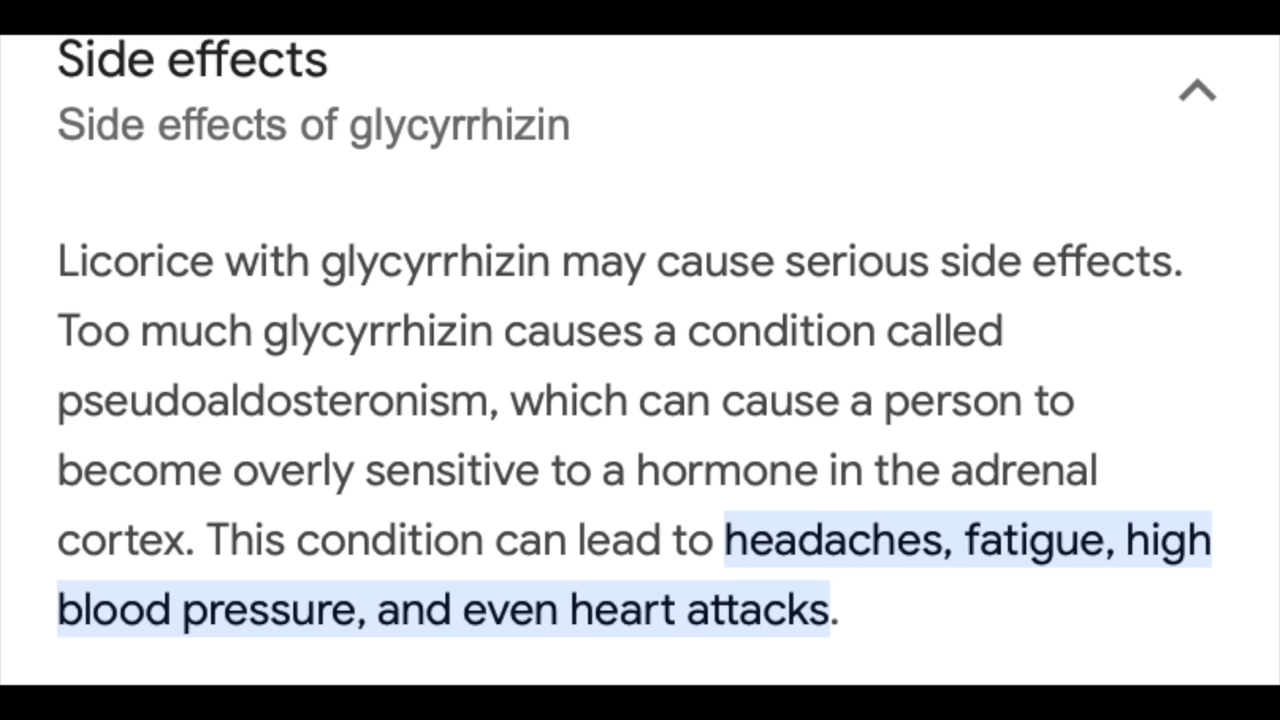 Side effects
Side effects of glycyrrhizin
Licorice with glycyrrhizin may cause serious side effects.
Too much glycyrrhizin causes a condition called
pseudoaldosteronism, which can cause a person to
become overly sensitive to a hormone in the adrenal
cortex. This condition can lead to headaches, fatigue, high
blood pressure, and even heart attacks.